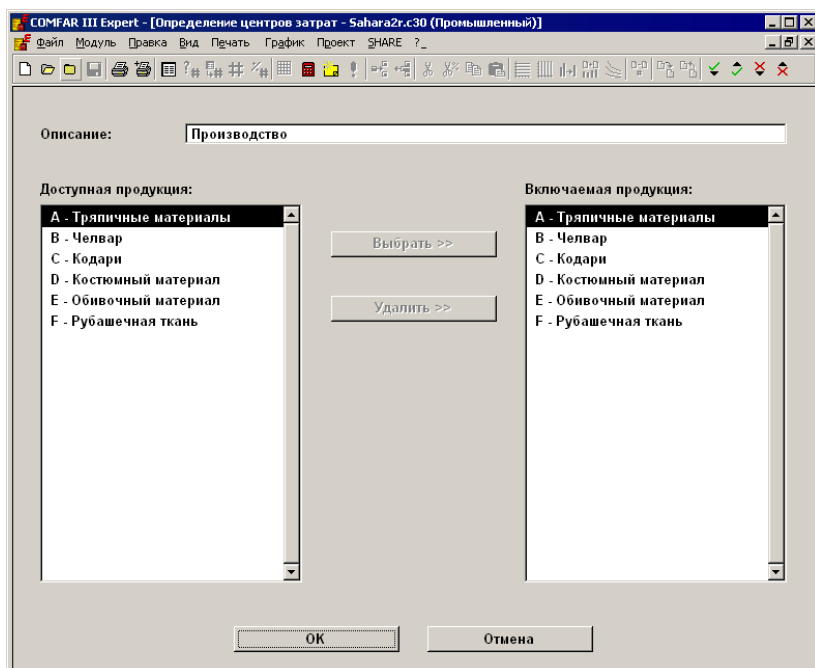 COMFAR III Expert - [Определение центров затрат - Sahara2r.c30 (Промышленный)]
Файл Модуль Правка Вид Печать График Проект SHARE ?_
Описание: Производство
Доступная продукция: Включаемая продукция:
A - Тряпичные материалы A - Тряпичные материалы
B - Челвар B - Челвар
C - Кодари C - Кодари
D - Костюмный материал D - Костюмный материал
E - Обивочный материал E - Обивочный материал
F - Рубашечная ткань F - Рубашечная ткань
Выбрать >>
Удалить >>
OK Отмена